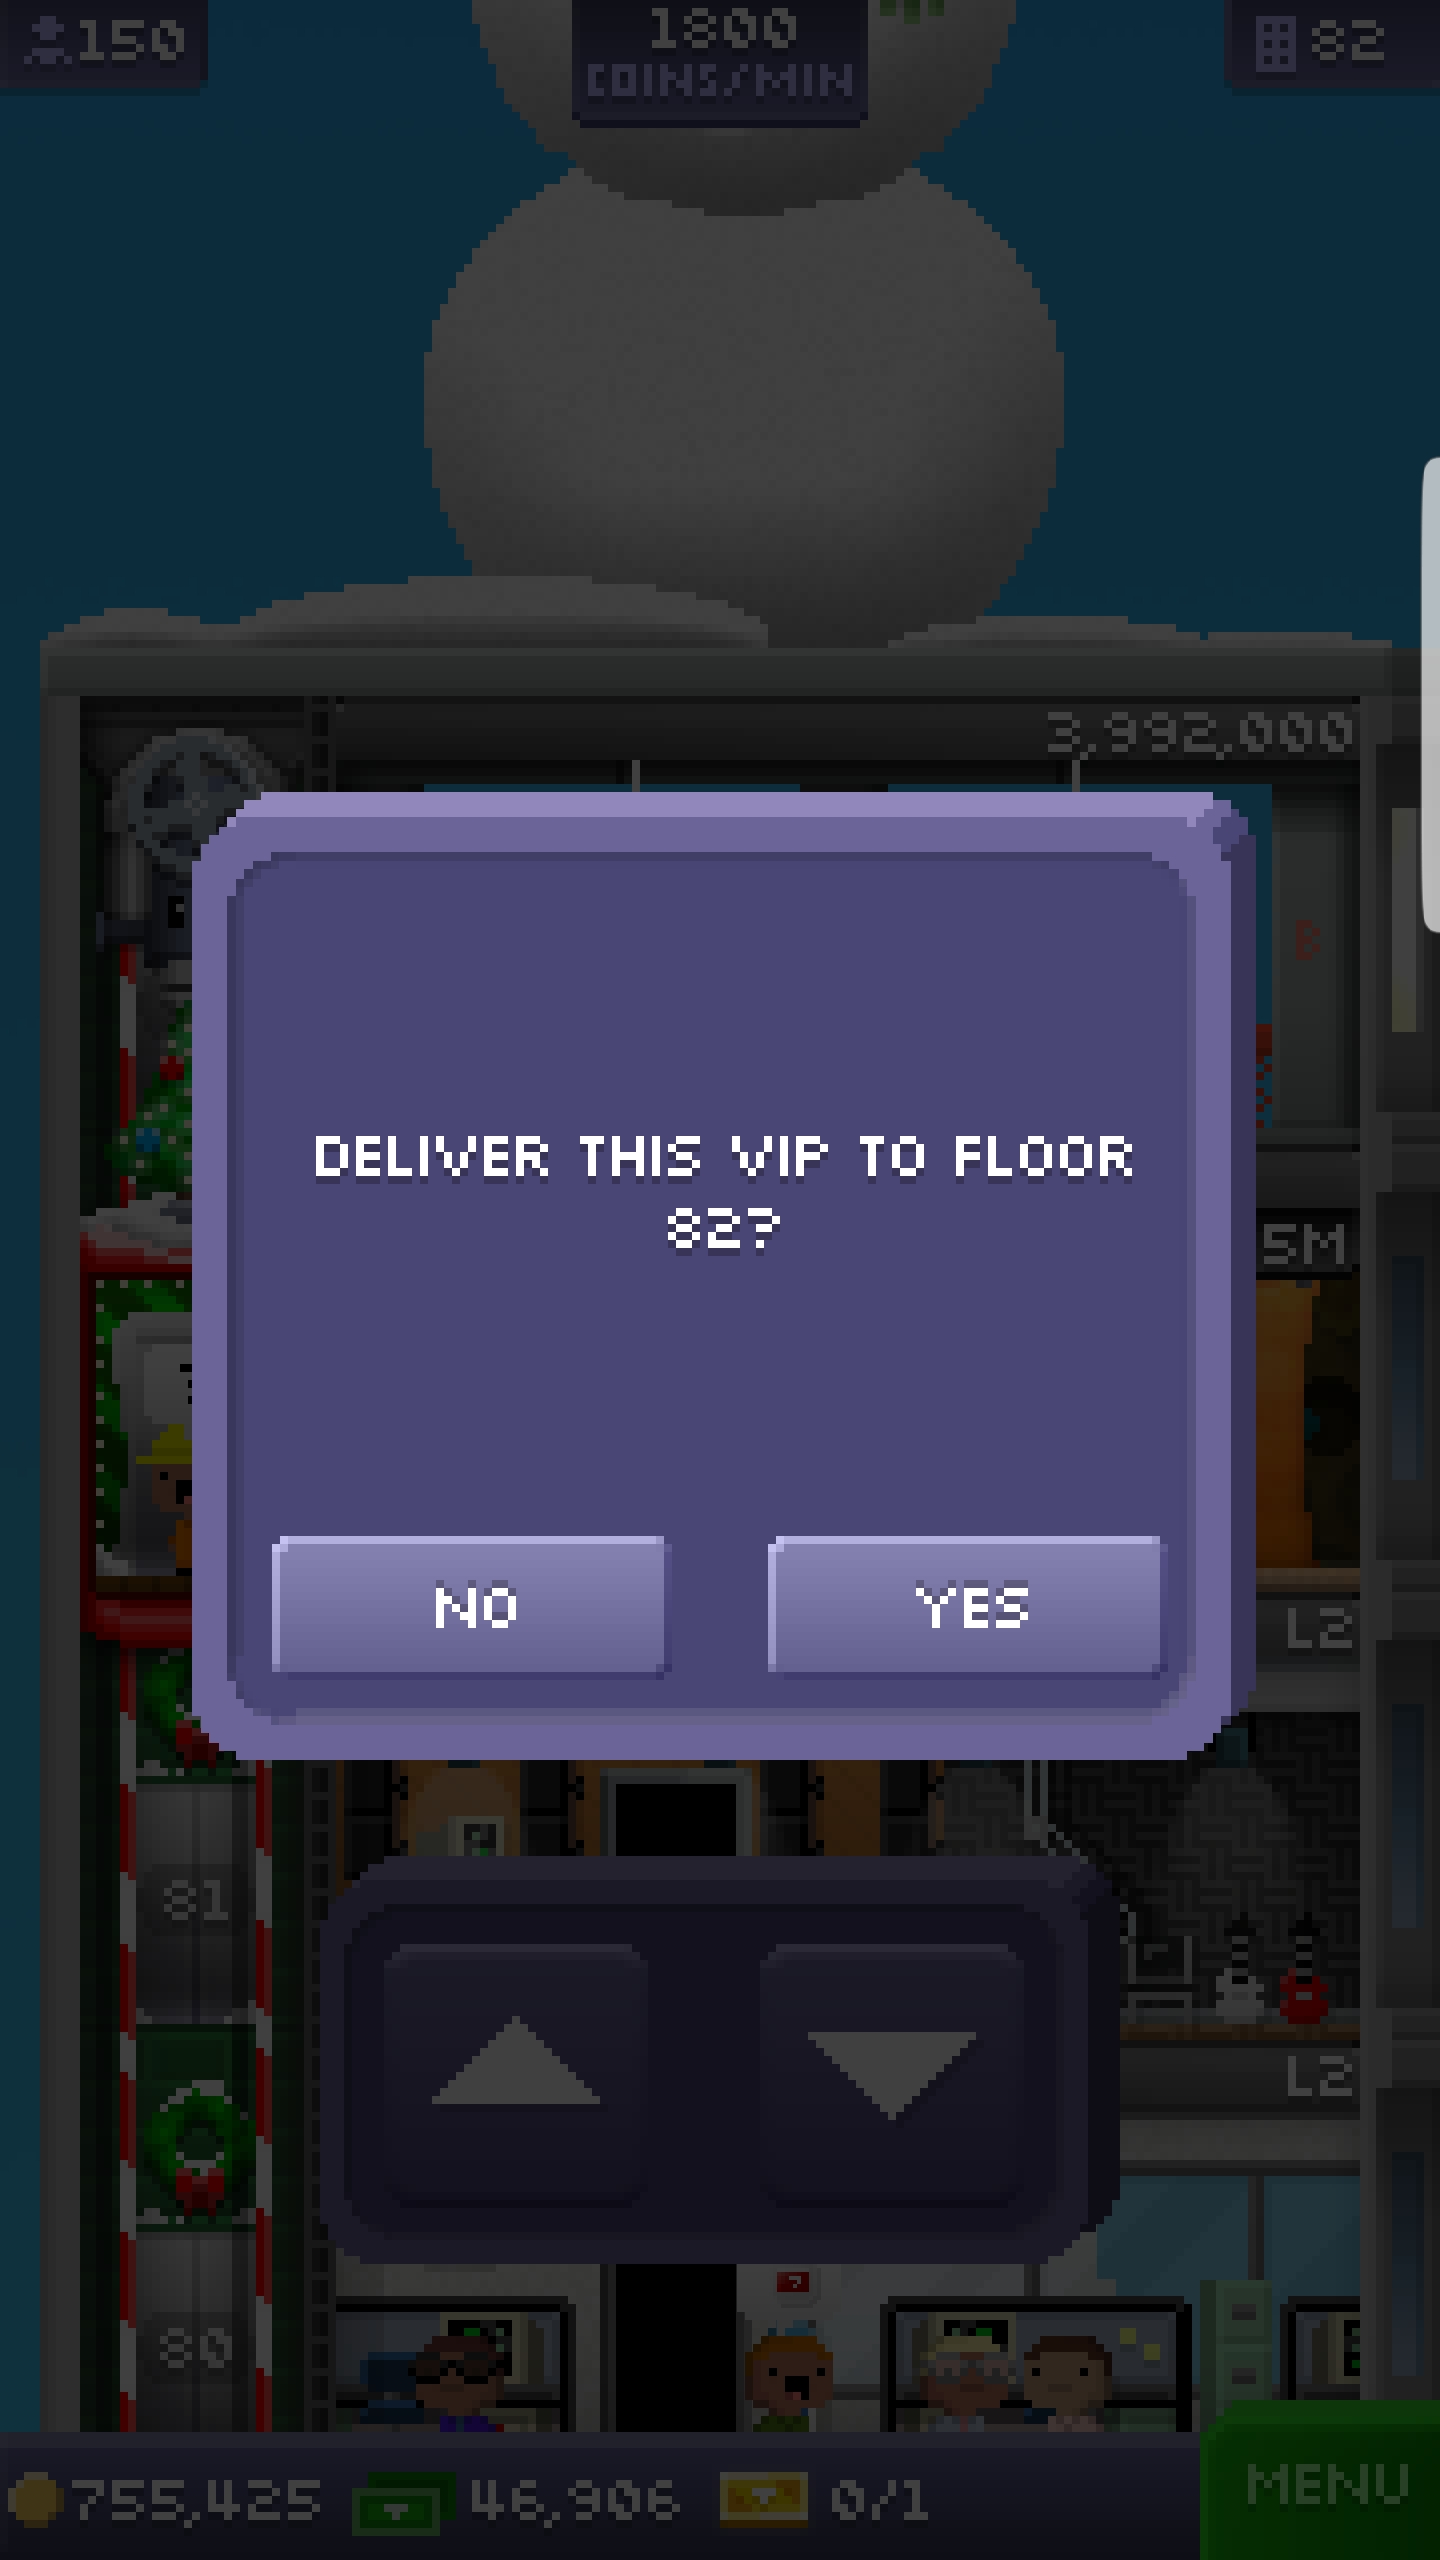 150
1800
COINS/MIN
82
3,992,000
B
5M
DELIVER THIS VIP TO FLOOR
82?
NO
YES
L2
81
L2
80
755,425
46,906
0/1
MENU